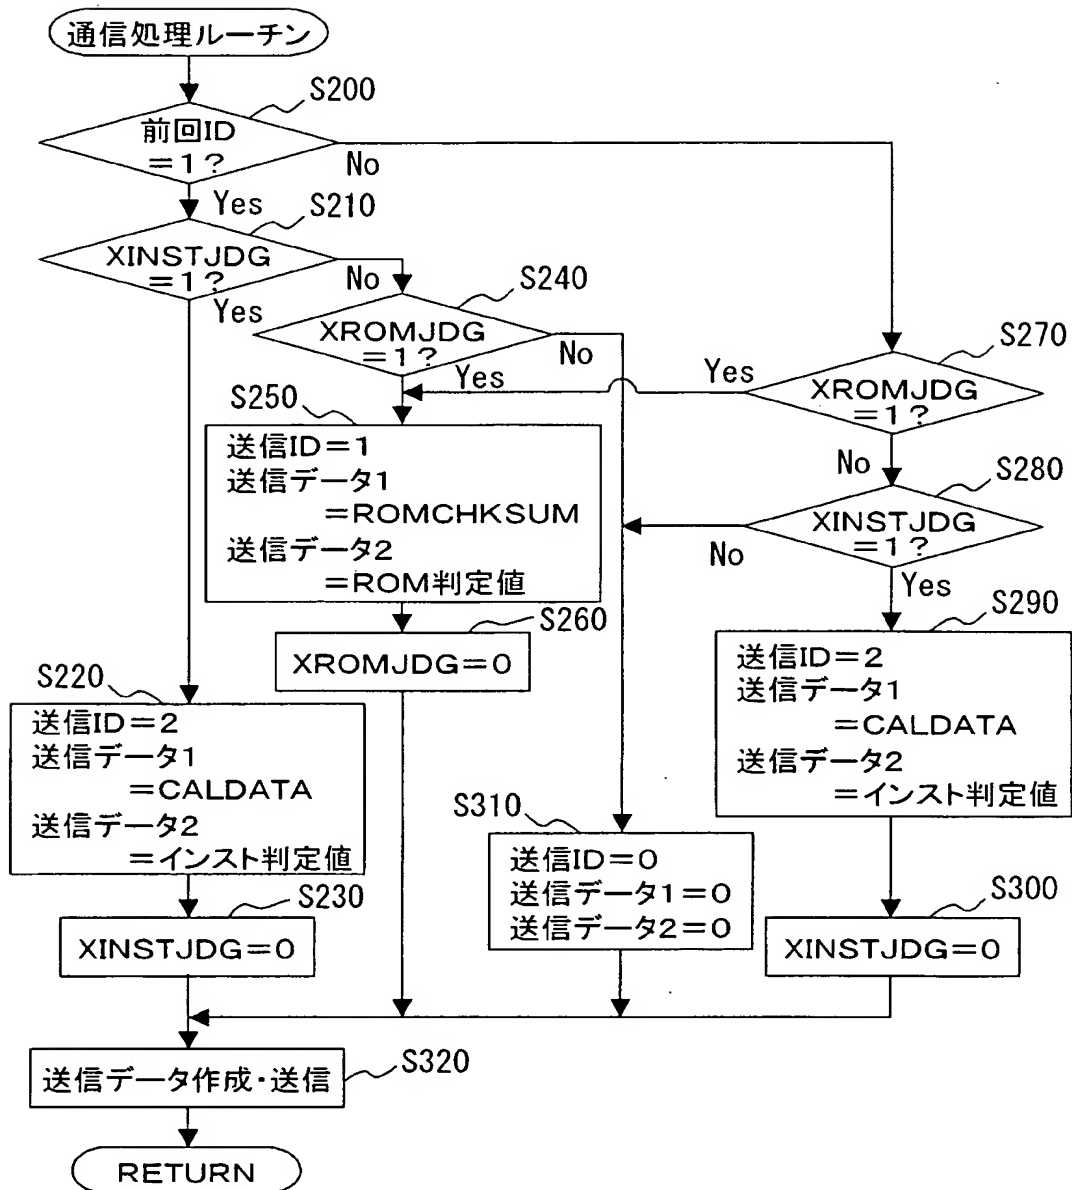 通信処理ルーチン
S200
前回ID
=1?
No
Yes
S210
XINSTJDG
=1?
No
Yes
S240
XROMJDG
=1?
No
Yes
S270
Yes
XROMJDG
=1?
No
S250
送信ID=1
送信データ1
=ROMCHKSUM
送信データ2
=ROM判定値
S280
XINSTJDG
=1?
No
Yes
S260
XROMJDG=0
S290
送信ID=2
送信データ1
=CALDATA
送信データ2
=インスト判定値
S220
送信ID=2
送信データ1
=CALDATA
送信データ2
=インスト判定値
S310
送信ID=0
送信データ1=0
送信データ2=0
S230
XINSTJDG=0
S300
XINSTJDG=0
S320
送信データ作成・送信
RETURN